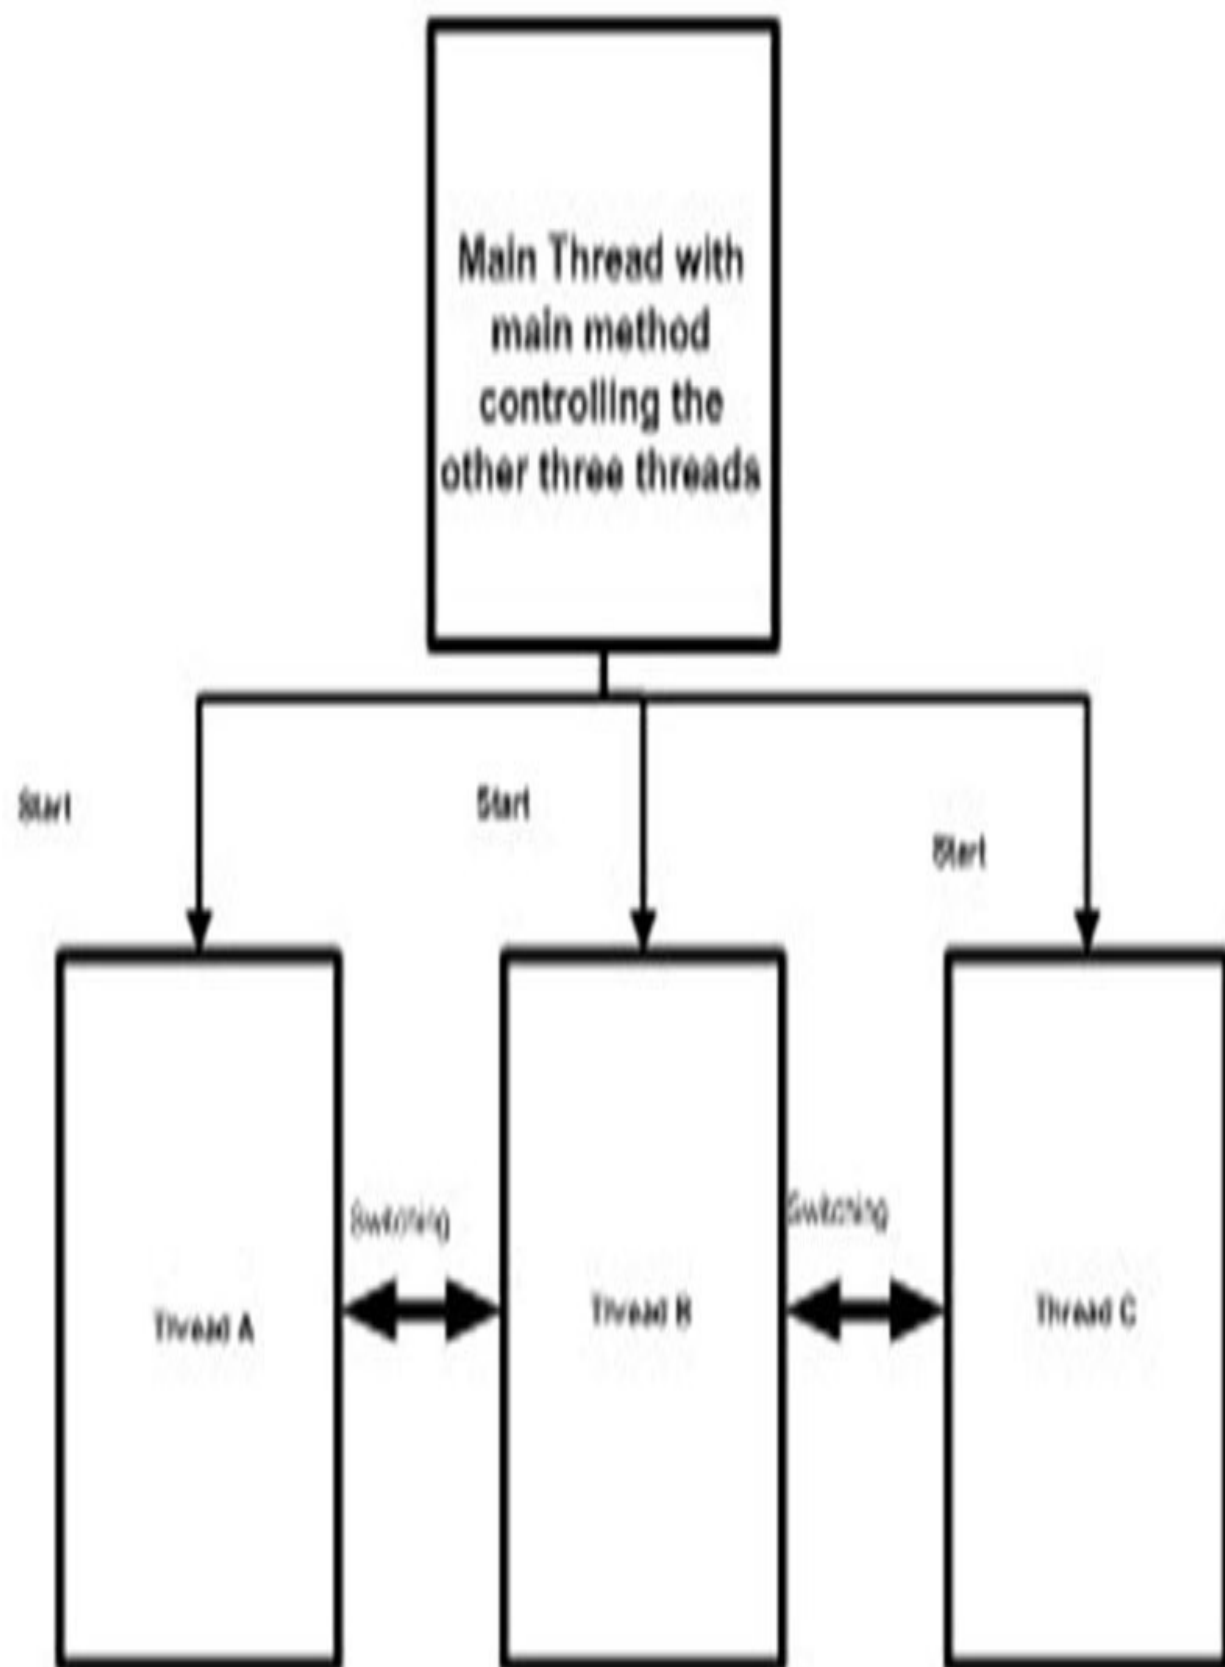 Main Thread with
main method
controlling the
other three threads
Start
Start
Start
Switching
Switching
Thread A
Thread B
Thread C